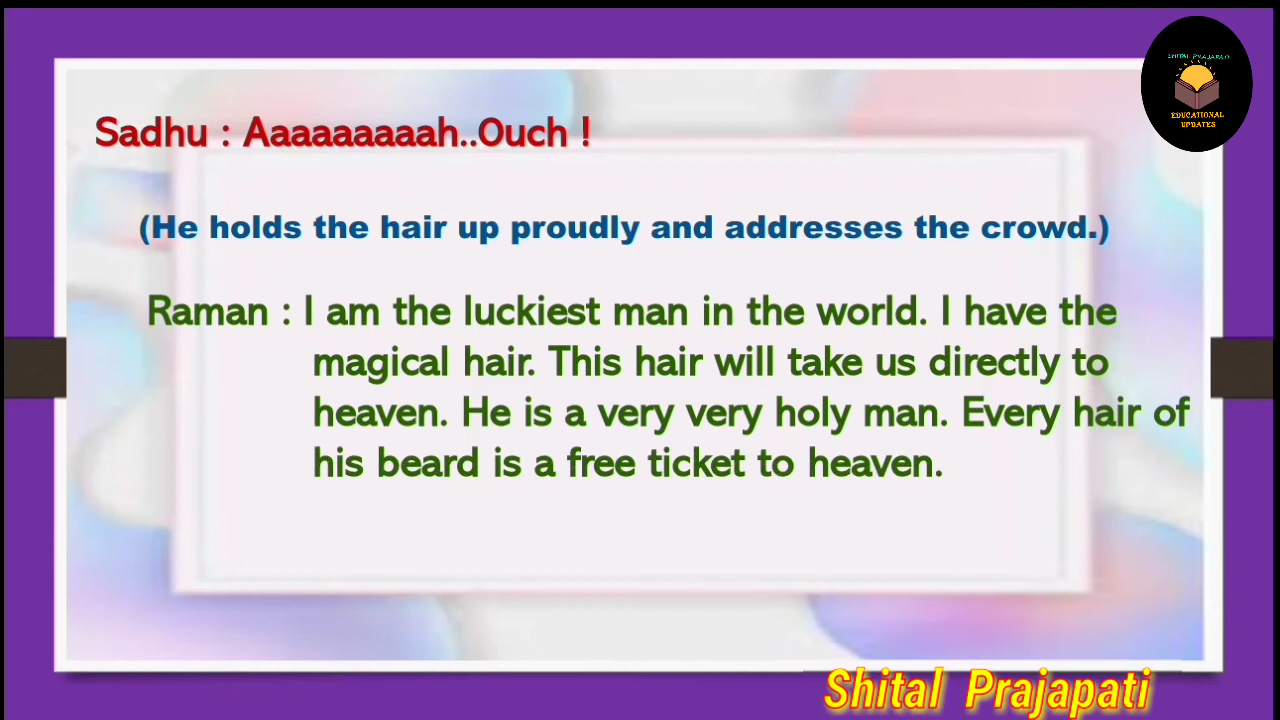 SHITAL PRAJAPATI
EDUCATIONAL
UPDATES
Sadhu : Aaaaaaaaah..Ouch !
(He holds the hair up proudly and addresses the crowd.)
Raman : I am the luckiest man in the world. I have the
magical hair. This hair will take us directly to
heaven. He is a very very holy man. Every hair of
his beard is a free ticket to heaven.
Shital Prajapati